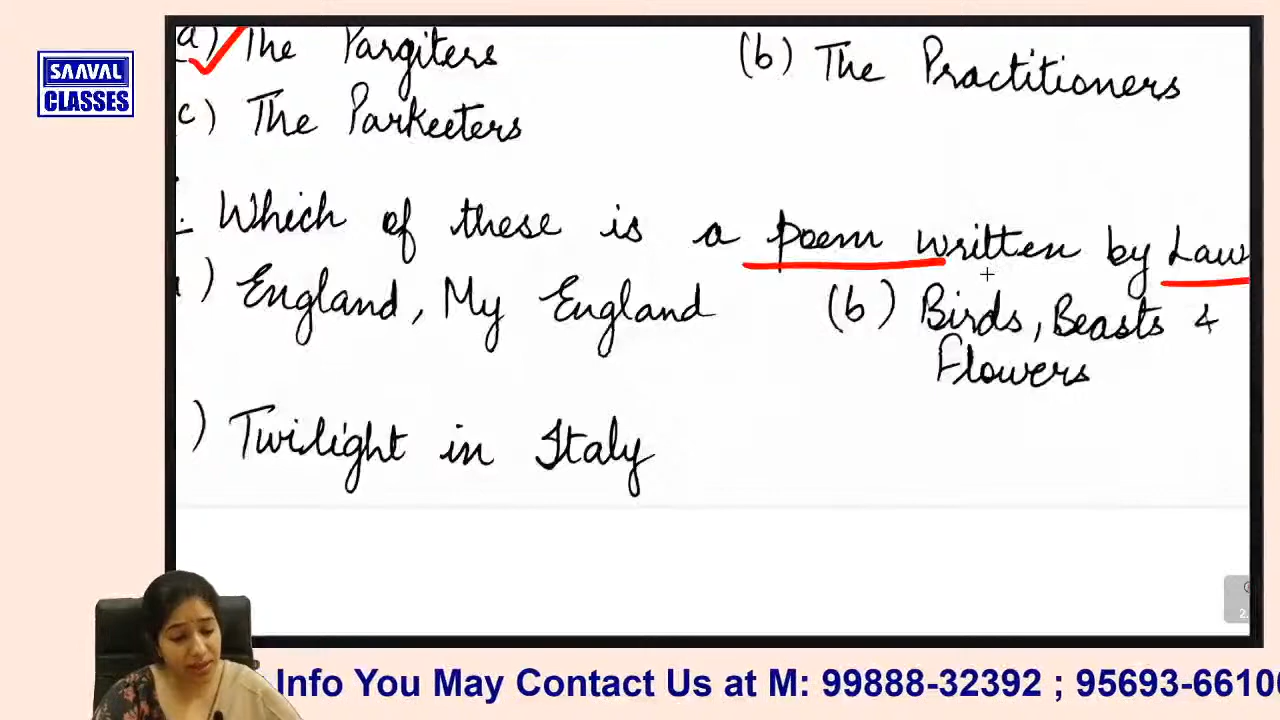 SAAVAL
CLASSES
a) The Pargiters (b) The Practitioners
c) The Parkeeters
. Which of these is a poem written by Law
) England, My England (b) Birds, Beasts &
Flowers
) Twilight in Italy
Info You May Contact Us at M: 99888-32392 ; 95693-6610